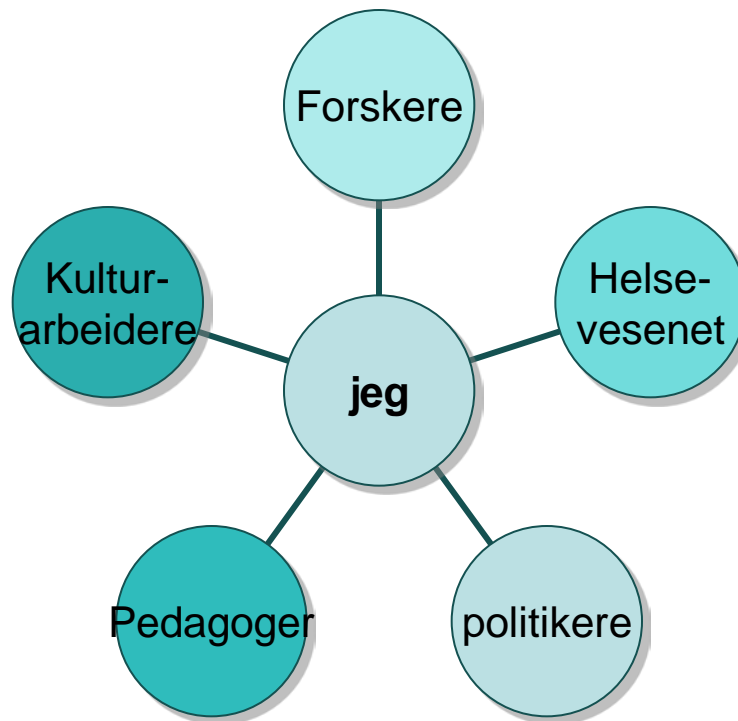 Forskere
Kultur-
arbeidere
Helse-
vesenet
jeg
Pedagoger
politikere